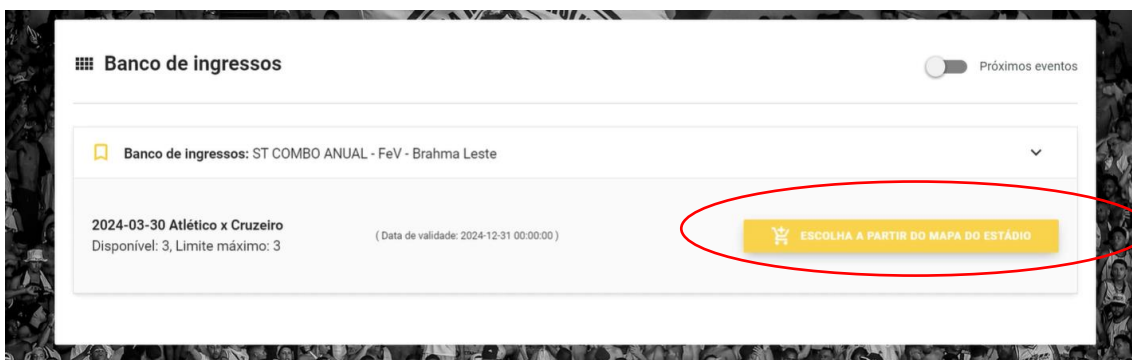 Banco de ingressos
Próximos eventos
Banco de ingressos: ST COMBO ANUAL - FeV - Brahma Leste
2024-03-30 Atlético x Cruzeiro
Disponível: 3, Limite máximo: 3
( Data de validade: 2024-12-31 00:00:00 )
ESCOLHA A PARTIR DO MAPA DO ESTÁDIO